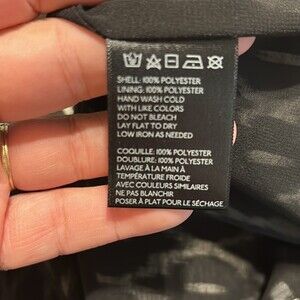 SHELL: 100% POLYESTER
LINING: 100% POLYESTER
HAND WASH COLD
WITH LIKE COLORS
DO NOT BLEACH
LAY FLAT TO DRY
LOW IRON AS NEEDED
COQUILLE: 100% POLYESTER
DOUBLURE: 100% POLYESTER
LAVAGE À LA MAIN À
TEMPÉRATURE FROIDE
AVEC COULEURS SIMILAIRES
NE PAS BLANCHIR
POSER À PLAT POUR LE SÉCHAGE